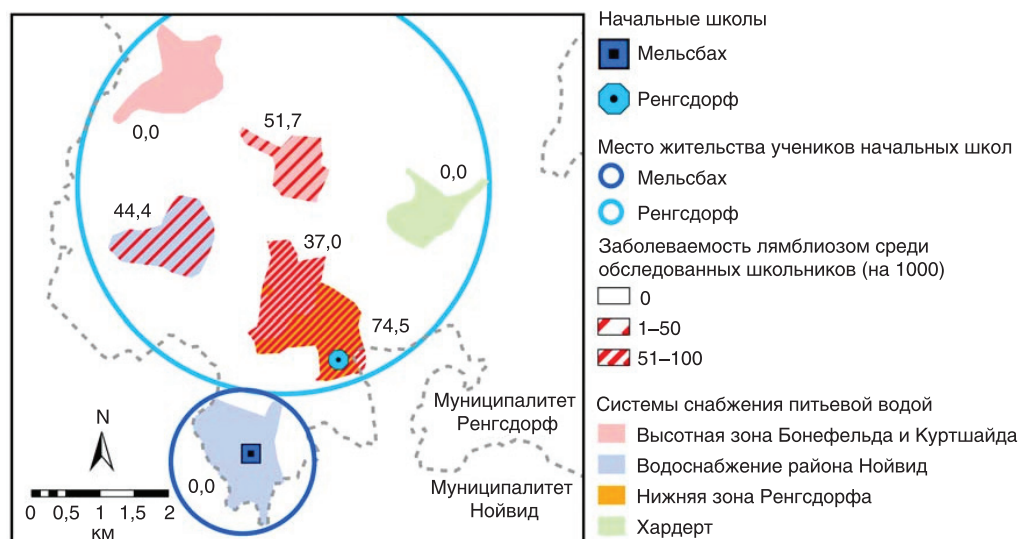 0,0
51,7
0,0
44,4
37,0
74,5
Муниципалитет
Ренгсдорф
Муниципалитет
Нойвид
0,0
N
0 0,5 1 2
км
Начальные школы
Мельсбах
Ренгсдорф
Место жительства учеников начальных школ
Мельсбах
Ренгсдорф
Заболеваемость лямблиозом среди
обследованных школьников (на 1000)
0
1–50
51–100
Системы снабжения питьевой водой
Высотная зона Бонефельда и Куртшайда
Водоснабжение района Нойвид
Нижняя зона Ренгсдорфа
Хардерт